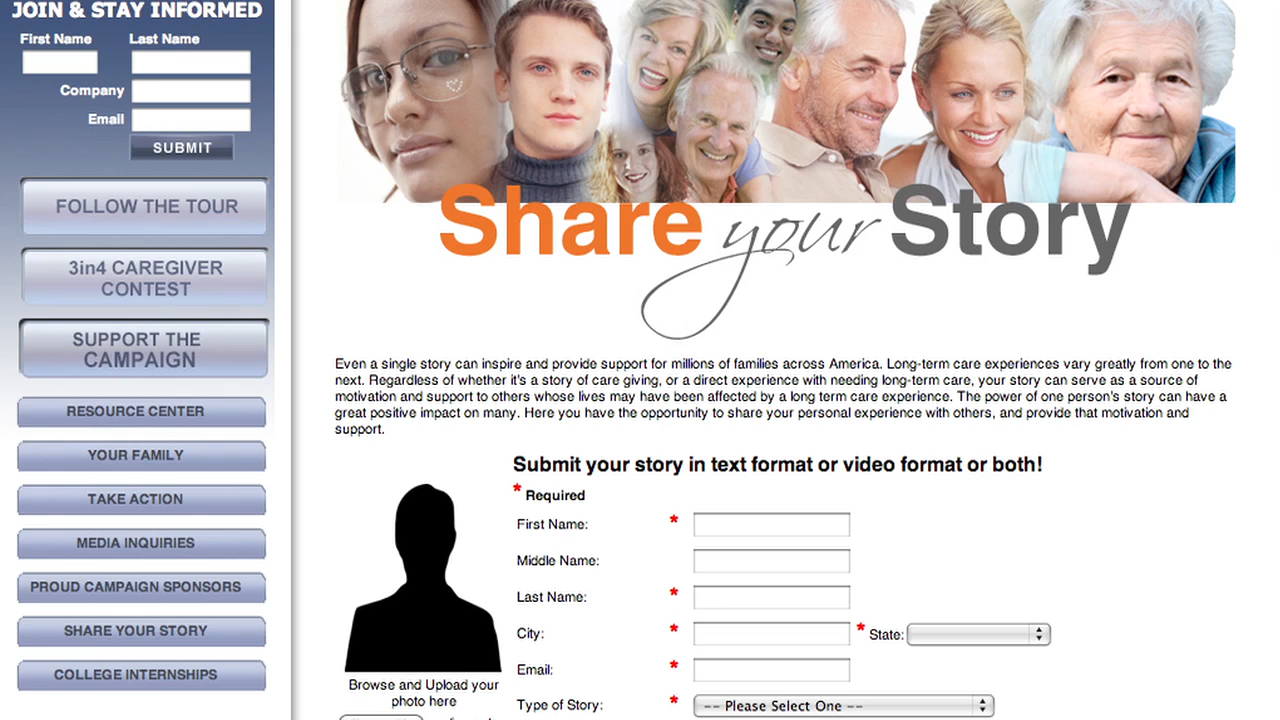 JOIN & STAY INFORMED
First Name Last Name
Company
Email
SUBMIT
FOLLOW THE TOUR
3in4 CAREGIVER
CONTEST
SUPPORT THE
CAMPAIGN
RESOURCE CENTER
YOUR FAMILY
TAKE ACTION
MEDIA INQUIRIES
PROUD CAMPAIGN SPONSORS
SHARE YOUR STORY
COLLEGE INTERNSHIPS
Share your Story
Even a single story can inspire and provide support for millions of families across America. Long-term care experiences vary greatly from one to the
next. Regardless of whether it's a story of care giving, or a direct experience with needing long-term care, your story can serve as a source of
motivation and support to others whose lives may have been affected by a long term care experience. The power of one person's story can have a
great positive impact on many. Here you have the opportunity to share your personal experience with others, and provide that motivation and
support.
Submit your story in text format or video format or both!
* Required
First Name: *
Middle Name:
Last Name: *
City: * * State:
Email: *
Type of Story: * -- Please Select One --
Browse and Upload your
photo here